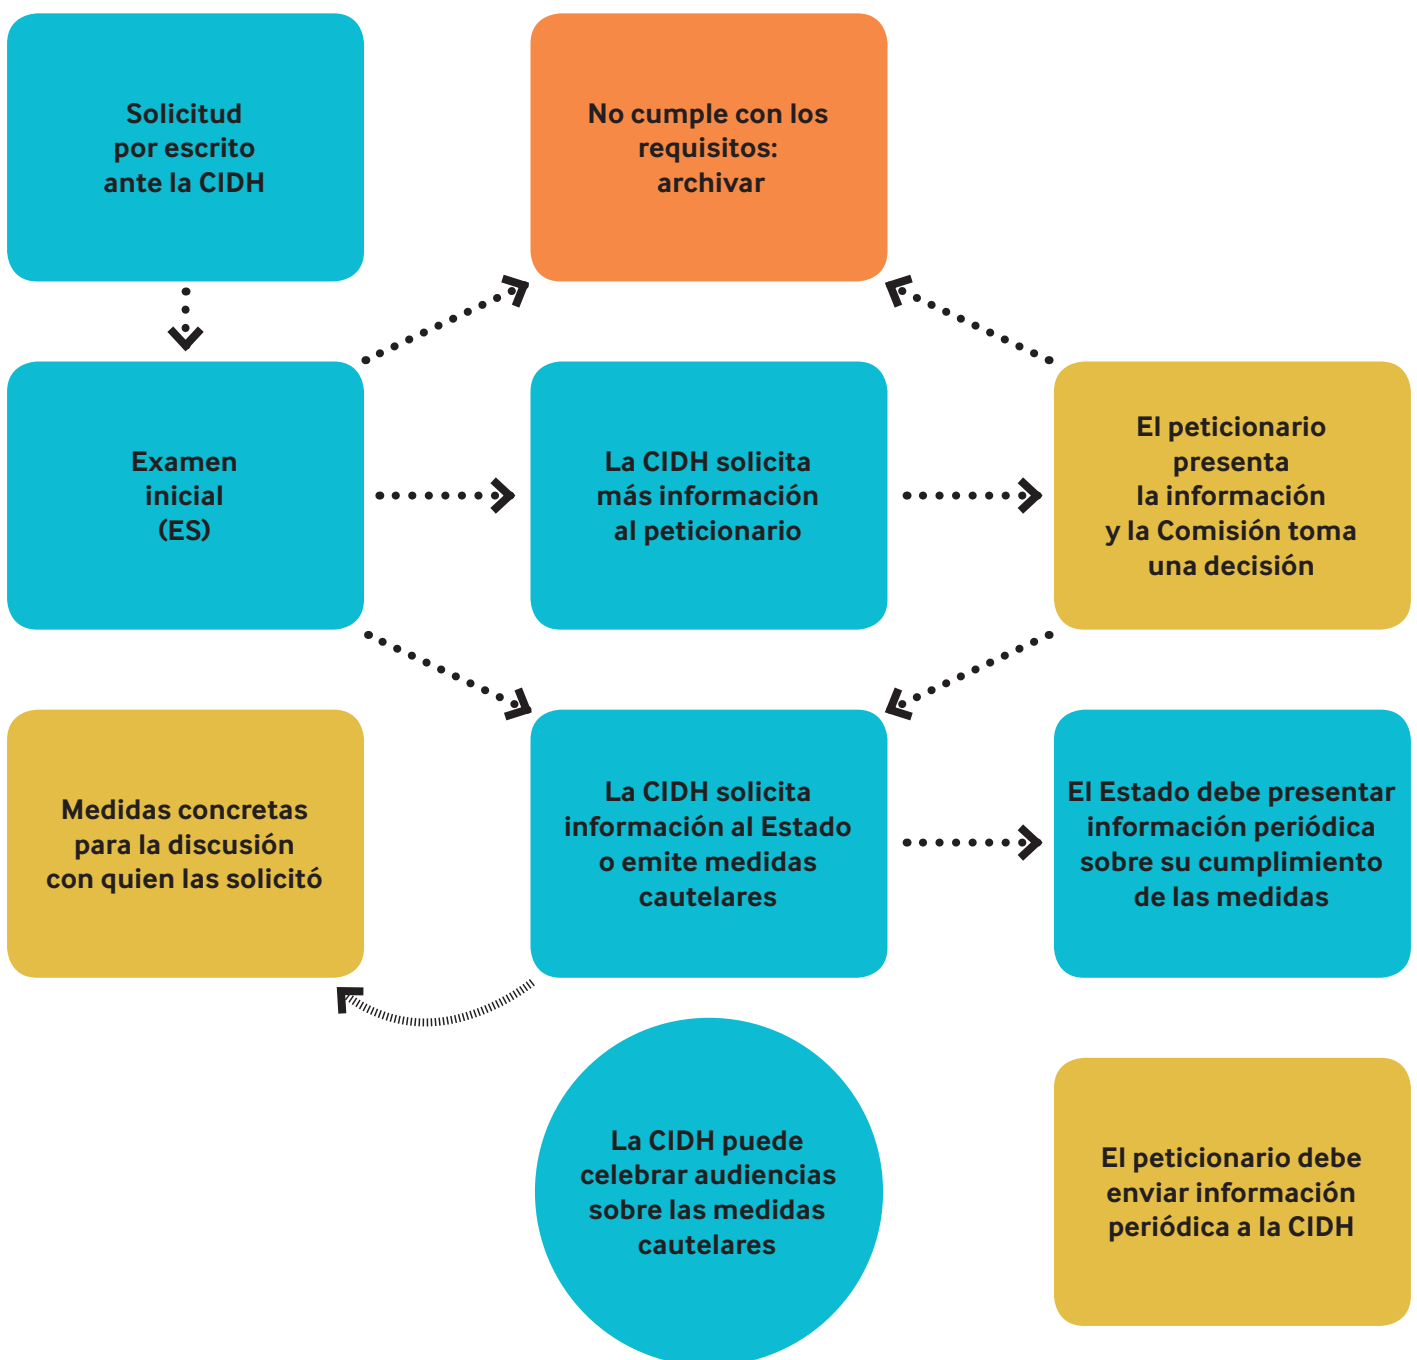 Solicitud
por escrito
ante la CIDH
No cumple con los
requisitos:
archivar
Examen
inicial
(ES)
La CIDH solicita
más información
al peticionario
El peticionario
presenta
la información
y la Comisión toma
una decisión
Medidas concretas
para la discusión
con quien las solicitó
La CIDH solicita
información al Estado
o emite medidas
cautelares
El Estado debe presentar
información periódica
sobre su cumplimiento
de las medidas
La CIDH puede
celebrar audiencias
sobre las medidas
cautelares
El peticionario debe
enviar información
periódica a la CIDH